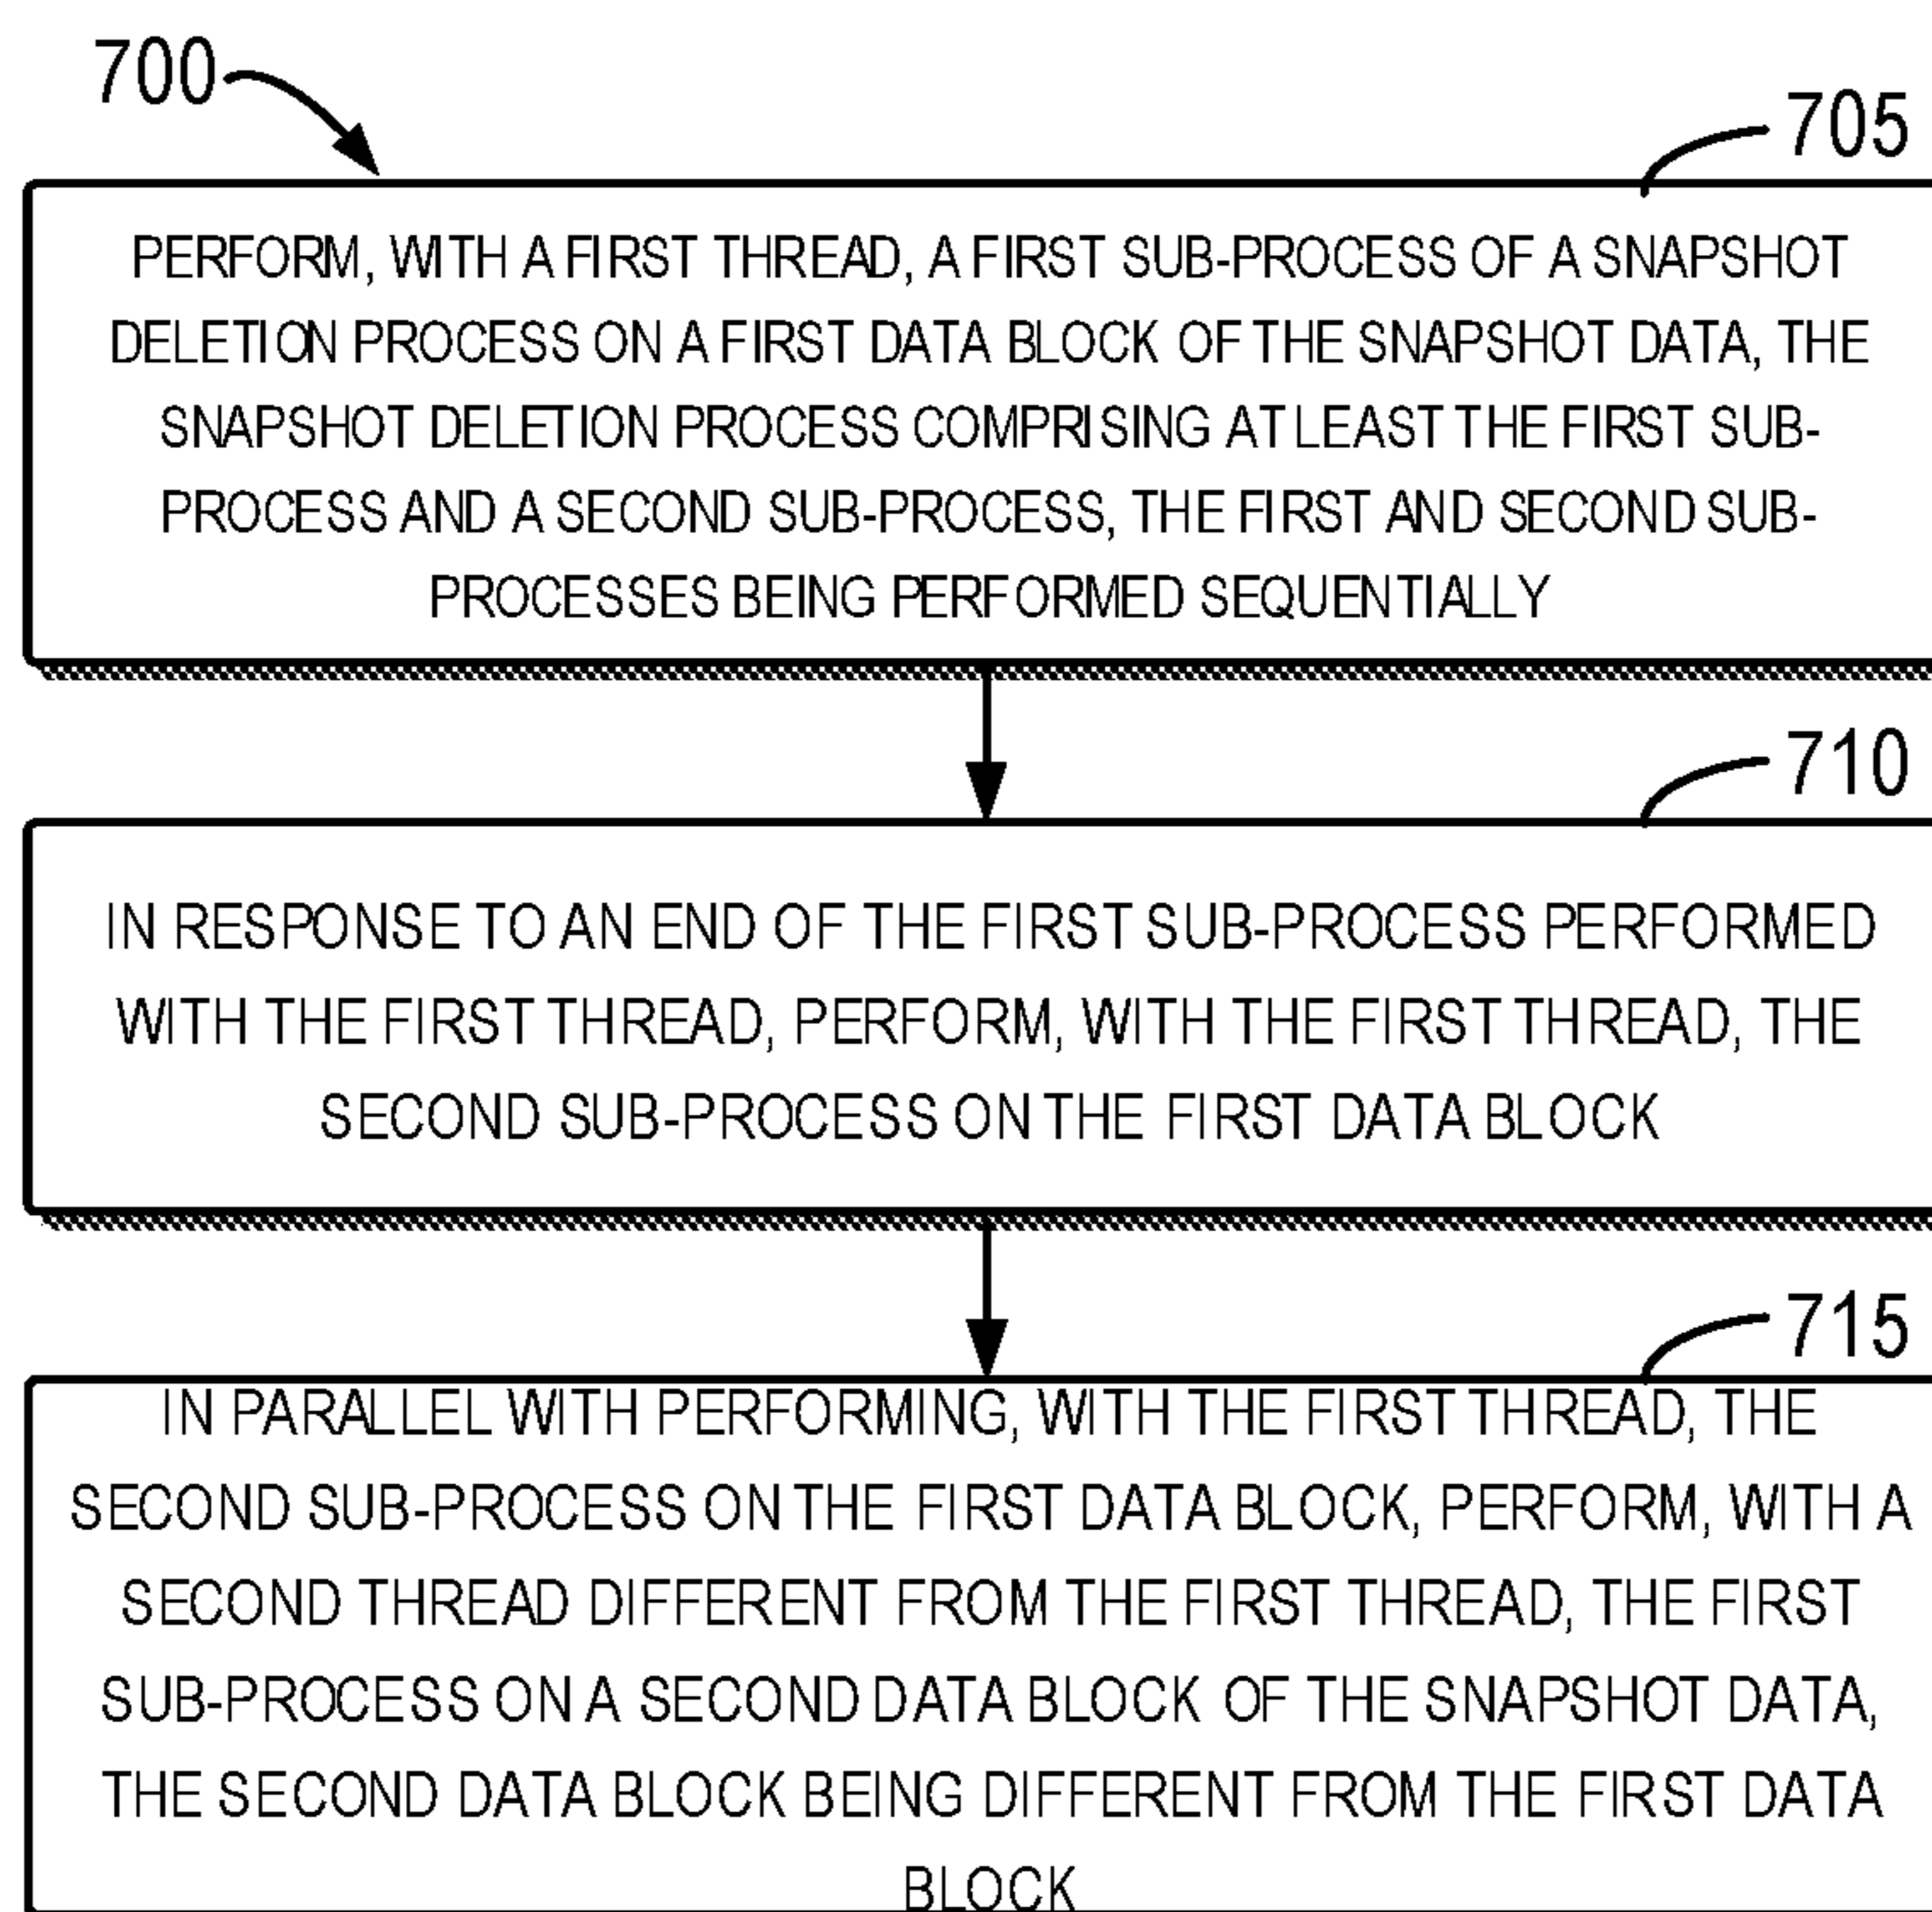 700
705
PERFORM, WITH A FIRST THREAD, A FIRST SUB-PROCESS OF A SNAPSHOT
DELETION PROCESS ON A FIRST DATA BLOCK OF THE SNAPSHOT DATA, THE
SNAPSHOT DELETION PROCESS COMPRISING AT LEAST THE FIRST SUB-
PROCESS AND A SECOND SUB-PROCESS, THE FIRST AND SECOND SUB-
PROCESSES BEING PERFORMED SEQUENTIALLY
710
IN RESPONSE TO AN END OF THE FIRST SUB-PROCESS PERFORMED
WITH THE FIRST THREAD, PERFORM, WITH THE FIRST THREAD, THE
SECOND SUB-PROCESS ON THE FIRST DATA BLOCK
715
IN PARALLEL WITH PERFORMING, WITH THE FIRST THREAD, THE
SECOND SUB-PROCESS ON THE FIRST DATA BLOCK, PERFORM, WITH A
SECOND THREAD DIFFERENT FROM THE FIRST THREAD, THE FIRST
SUB-PROCESS ON A SECOND DATA BLOCK OF THE SNAPSHOT DATA,
THE SECOND DATA BLOCK BEING DIFFERENT FROM THE FIRST DATA
BLOCK